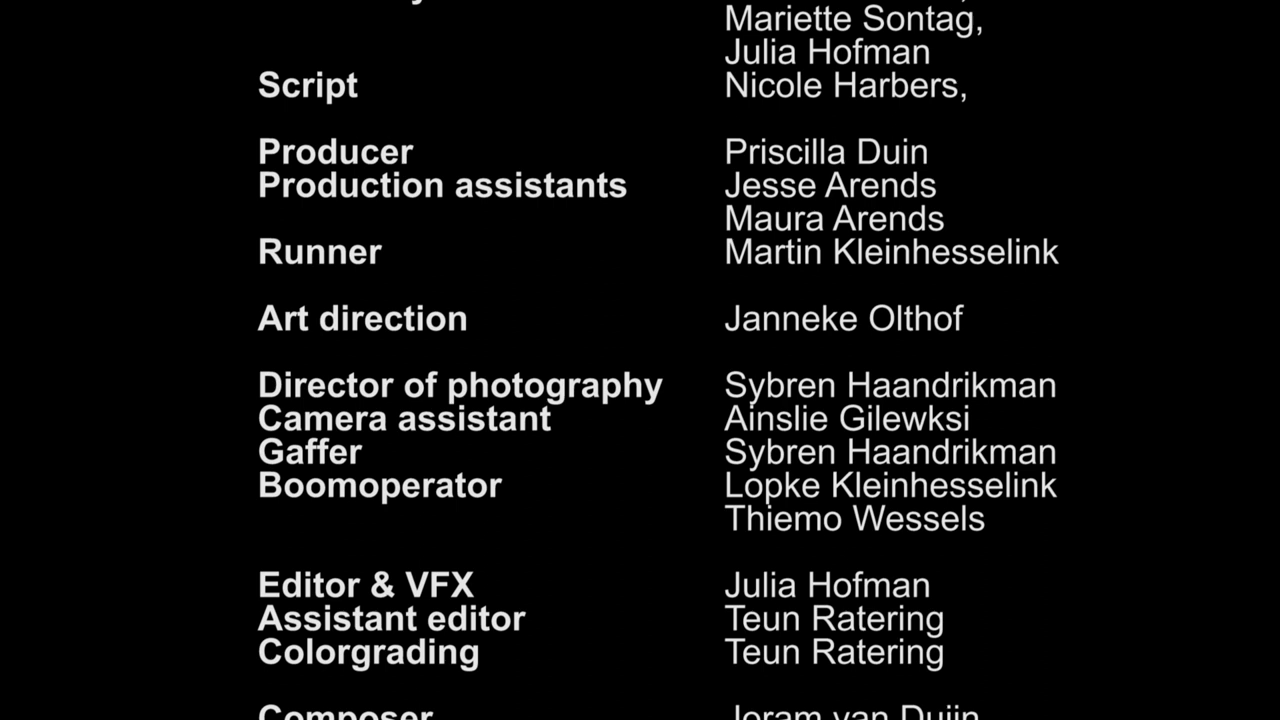 Mariette Sontag,
Julia Hofman
Script Nicole Harbers,
Producer Priscilla Duin
Production assistants Jesse Arends
Maura Arends
Runner Martin Kleinhesselink
Art direction Janneke Olthof
Director of photography Sybren Haandrikman
Camera assistant Ainslie Gilewksi
Gaffer Sybren Haandrikman
Boomoperator Lopke Kleinhesselink
Thiemo Wessels
Editor & VFX Julia Hofman
Assistant editor Teun Ratering
Colorgrading Teun Ratering
Composer Joram van Duijn